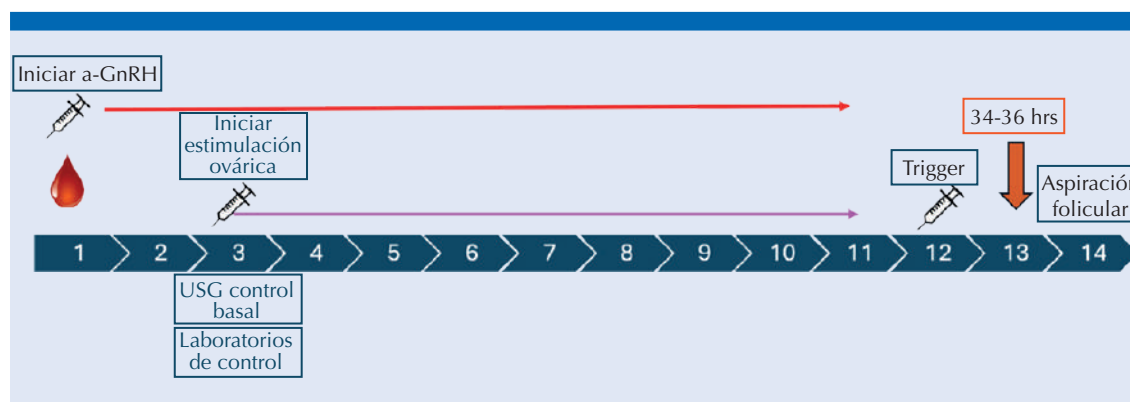 Iniciar a-GnRH
Iniciar
estimulación
ovárica
34-36 hrs
Trigger
Aspiración
folicular
1 2 3 4 5 6 7 8 9 10 11 12 13 14
USG control
basal
Laboratorios
de control